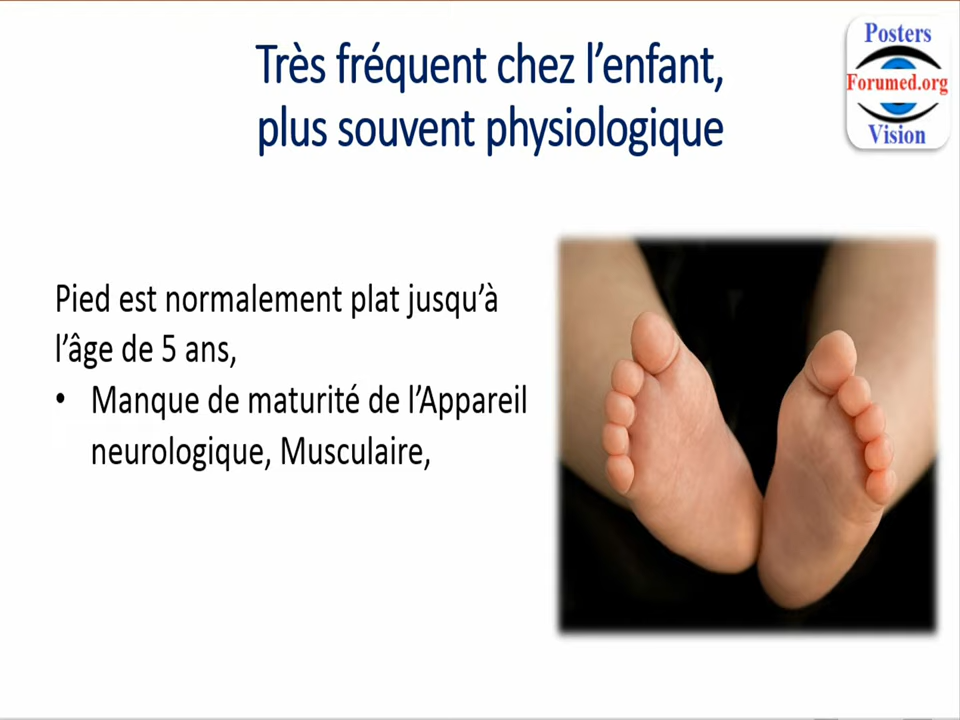 Très fréquent chez l’enfant,
plus souvent physiologique
Posters
Forumed.org
Vision
Pied est normalement plat jusqu’à
l’âge de 5 ans,
• Manque de maturité de l’Appareil
neurologique, Musculaire,